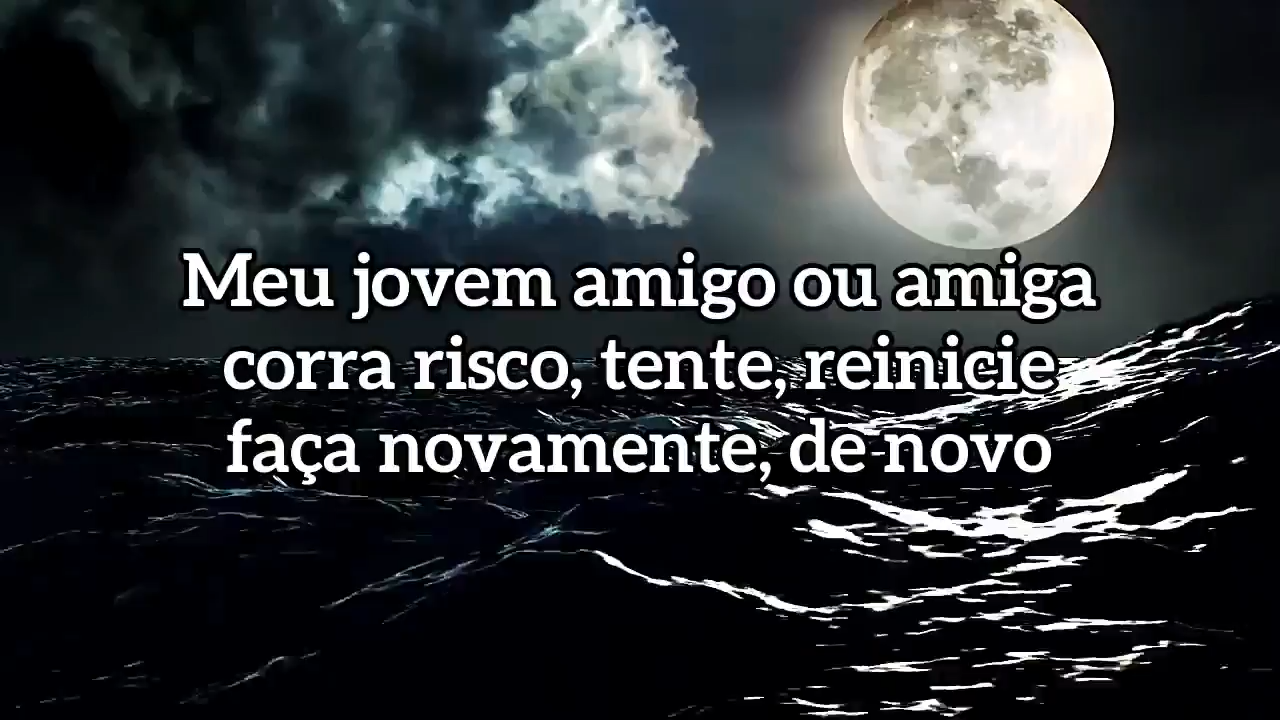 Meu jovem amigo ou amiga
corra risco, tente, reinicie
faça novamente, de novo